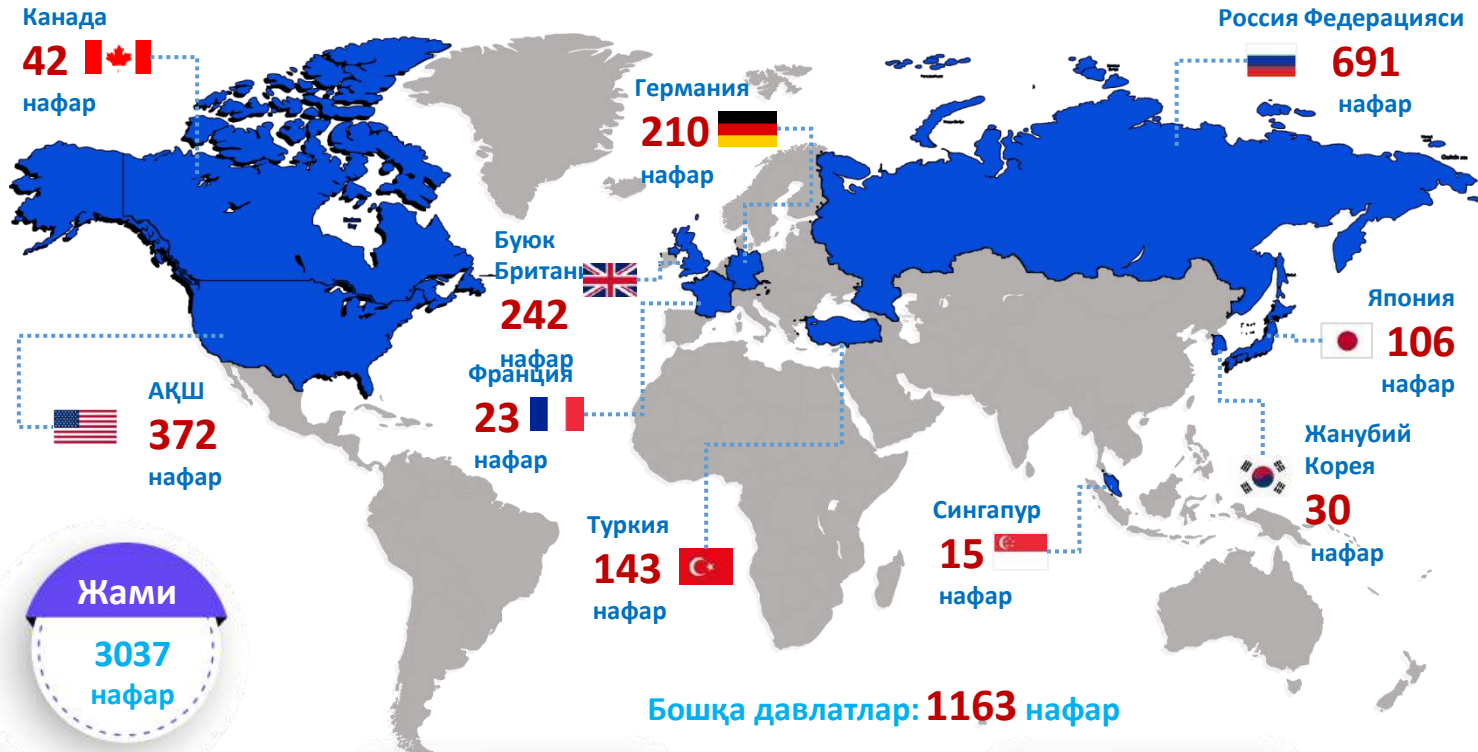 Канада
42
нафар
Россия Федерацияси
691
нафар
Германия
210
нафар
Буюк
Британ
242
нафар
Япония
106
нафар
АҚШ
372
нафар
Франция
23
нафар
Жанубий
Корея
30
нафар
Туркия
143
нафар
Сингапур
15
нафар
Жами
3037
нафар
Бошқа давлатлар: 1163 нафар